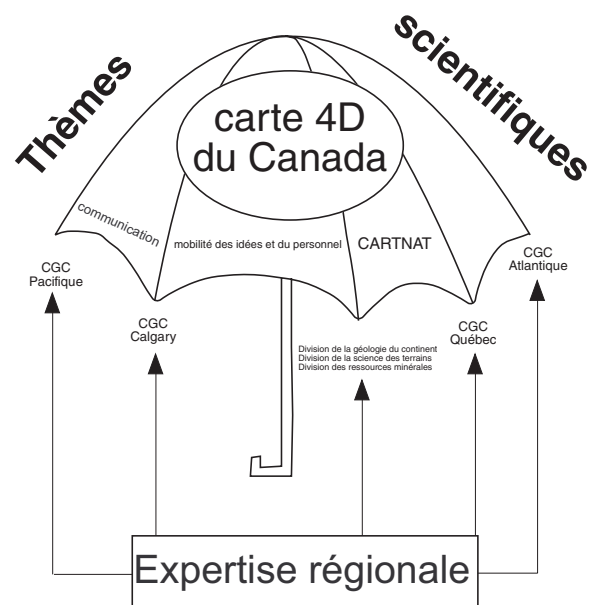 Thèmes
scientifiques
carte 4D
du Canada
communication
mobilité des idées et du personnel
CARTNAT
CGC
Pacifique
CGC
Atlantique
CGC
Calgary
Division de la géologie du continent
Division de la science des terrains
Division des ressources minérales
CGC
Québec
Expertise régionale